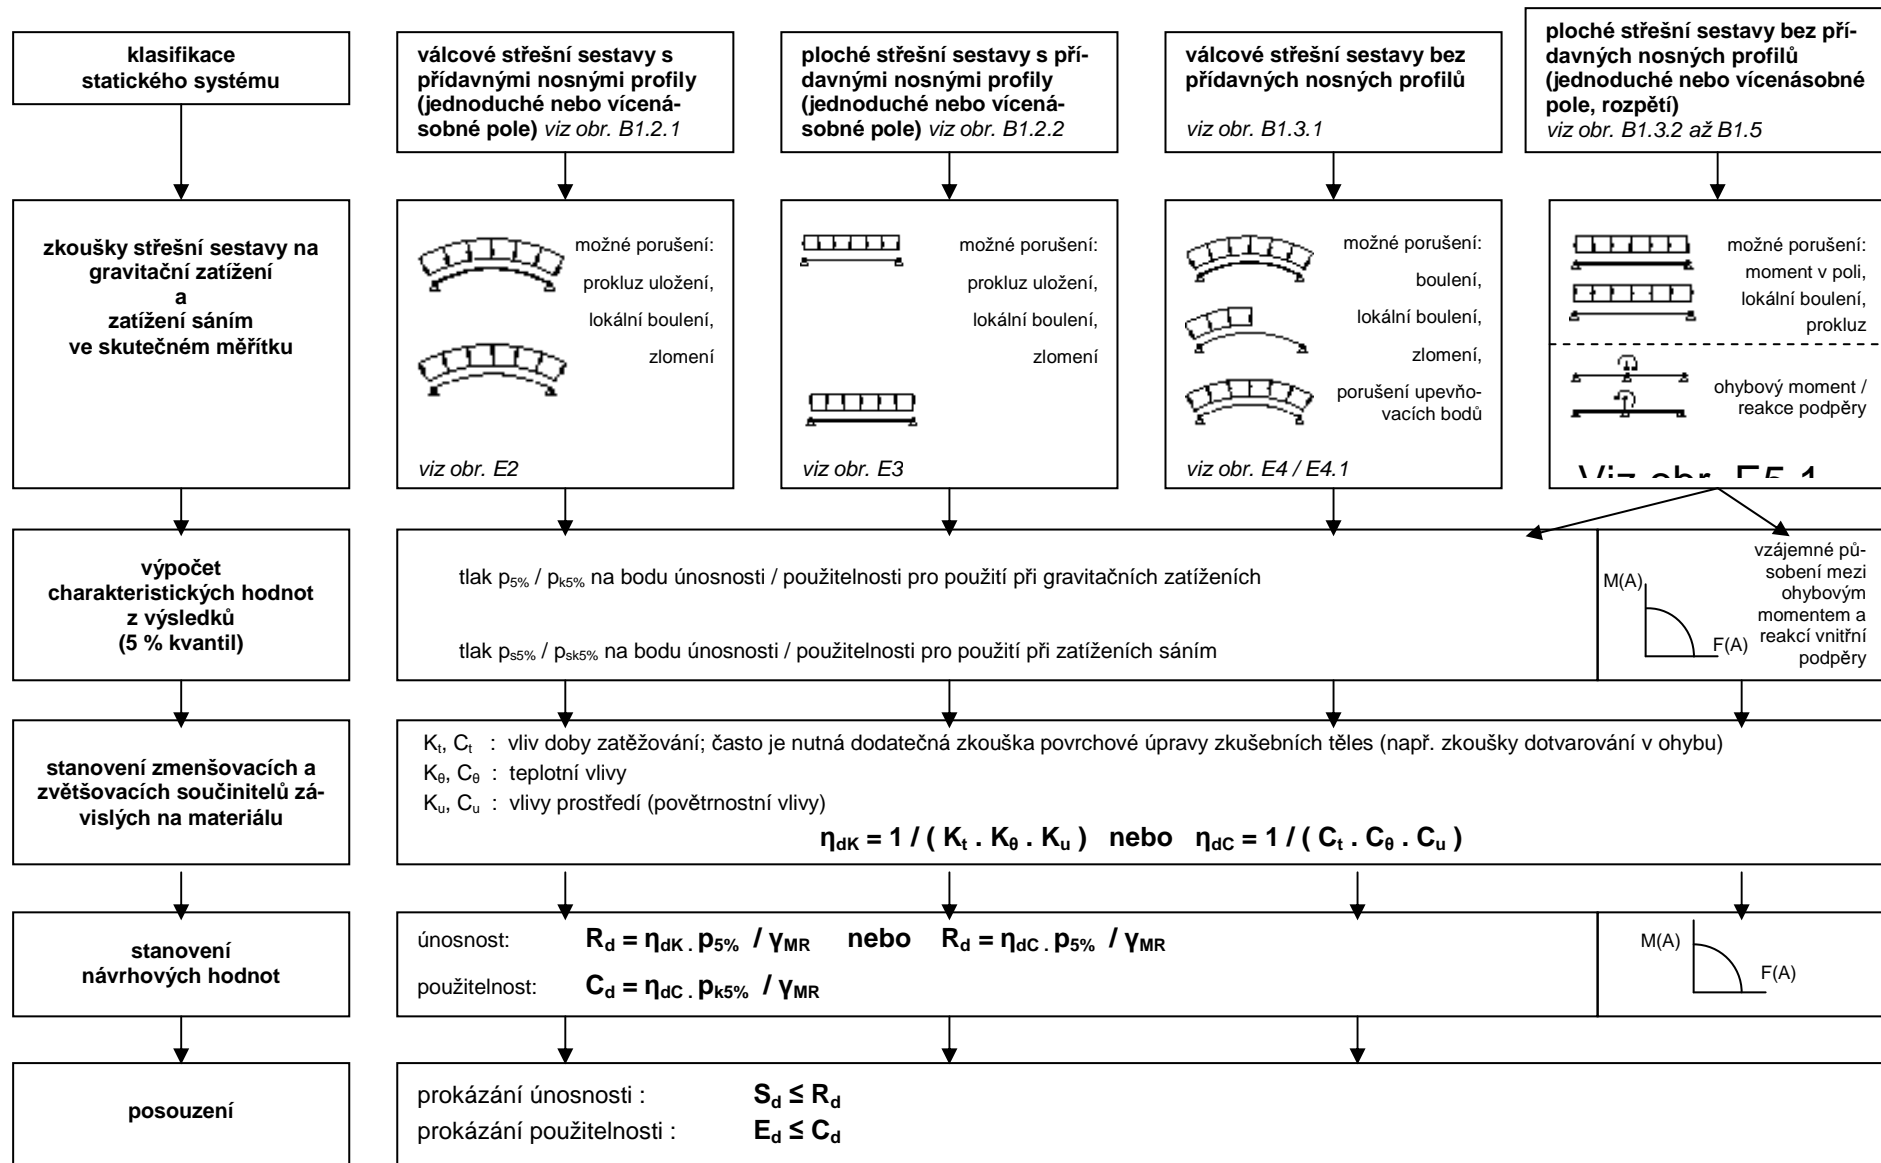 klasifikace
statického systému
válcové střešní sestavy s
přídavnými nosnými profily
(jednoduché nebo vícená-
sobné pole) viz obr. B1.2.1
ploché střešní sestavy s pří-
davnými nosnými profily
(jednoduché nebo vícená-
sobné pole) viz obr. B1.2.2
válcové střešní sestavy bez
přídavných nosných profilů
viz obr. B1.3.1
ploché střešní sestavy bez pří-
davných nosných profilů
(jednoduché nebo vícenásobné
pole, rozpětí)
viz obr. B1.3.2 až B1.5
zkoušky střešní sestavy na
gravitační zatížení
a
zatížení sáním
ve skutečném měřítku
možné porušení:
prokluz uložení,
lokální boulení,
zlomení
viz obr. E2
možné porušení:
prokluz uložení,
lokální boulení,
zlomení
viz obr. E3
možné porušení:
boulení,
lokální boulení,
zlomení,
porušení upevňo-
vacích bodů
viz obr. E4 / E4.1
možné porušení:
moment v poli,
lokální boulení,
prokluz
ohybový moment /
reakce podpěry
Viz obr. E5.1
výpočet
charakteristických hodnot
z výsledků
(5 % kvantil)
tlak p5% / pk5% na bodu únosnosti / použitelnosti pro použití při gravitačních zatíženích
tlak ps5% / psk5% na bodu únosnosti / použitelnosti pro použití při zatíženích sáním
M(A)
F(A)
vzájemné pů-
sobení mezi
ohybovým
momentem a
reakcí vnitřní
podpěry
stanovení zmenšovacích a
zvětšovacích součinitelů zá-
vislých na materiálu
Kt, Ct : vliv doby zatěžování; často je nutná dodatečná zkouška povrchové úpravy zkušebních těles (např. zkoušky dotvarování v ohybu)
Kθ, Cθ : teplotní vlivy
Ku, Cu : vlivy prostředí (povětrnostní vlivy)
ηdK = 1 / ( Kt . Kθ . Ku ) nebo ηdC = 1 / ( Ct . Cθ . Cu )
stanovení
návrhových hodnot
únosnost: Rd = ηdK . p5% / γMR nebo Rd = ηdC . p5% / γMR
použitelnost: Cd = ηdC . pk5% / γMR
M(A)
F(A)
posouzení
prokázání únosnosti : Sd ≤ Rd
prokázání použitelnosti : Ed ≤ Cd